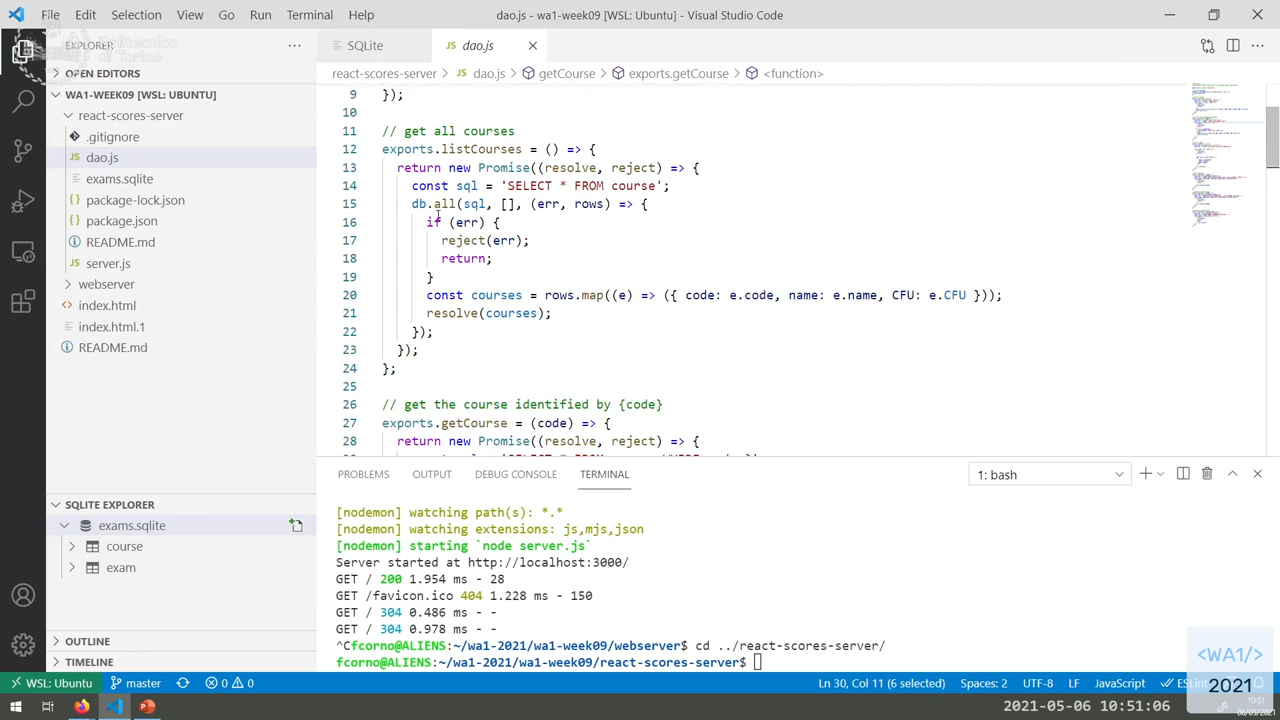 File Edit Selection View Go Run Terminal Help
dao.js - wa1-week09 [WSL: Ubuntu] - Visual Studio Code
Politecnico
di Torino
EXPLORER
OPEN EDITORS
WA1-WEEK09 [WSL: UBUNTU]
react-scores-server
.gitignore
JS dao.js
exams.sqlite
{} package-lock.json
{} package.json
README.md
JS server.js
webserver
<> index.html
index.html.1
README.md
SQLITE EXPLORER
exams.sqlite
course
exam
OUTLINE
TIMELINE
SQLite
JS dao.js
react-scores-server > JS dao.js > getCourse > exports.getCourse > <function>
9 });
10
11 // get all courses
12 exports.listCourses = () => {
13 return new Promise((resolve, reject) => {
14 const sql = 'SELECT * FROM course';
15 db.all(sql, [], (err, rows) => {
16 if (err) {
17 reject(err);
18 return;
19 }
20 const courses = rows.map((e) => ({ code: e.code, name: e.name, CFU: e.CFU }));
21 resolve(courses);
22 });
23 });
24 };
25
26 // get the course identified by {code}
27 exports.getCourse = (code) => {
28 return new Promise((resolve, reject) => {
PROBLEMS OUTPUT DEBUG CONSOLE TERMINAL
1: bash
[nodemon] watching path(s): *.*
[nodemon] watching extensions: js,mjs,json
[nodemon] starting `node server.js`
Server started at http://localhost:3000/
GET / 200 1.954 ms - 28
GET /favicon.ico 404 1.228 ms - 150
GET / 304 0.486 ms - -
GET / 304 0.978 ms - -
^Cfcorno@ALIENS:~/wa1-2021/wa1-week09/webserver$ cd ../react-scores-server/
fcorno@ALIENS:~/wa1-2021/wa1-week09/react-scores-server$
<WA1/>
2021
WSL: Ubuntu master 0 0
Ln 30, Col 11 (6 selected) Spaces: 2 UTF-8 LF JavaScript ESLint
2021-05-06 10:51:06
10:51
06/05/2021